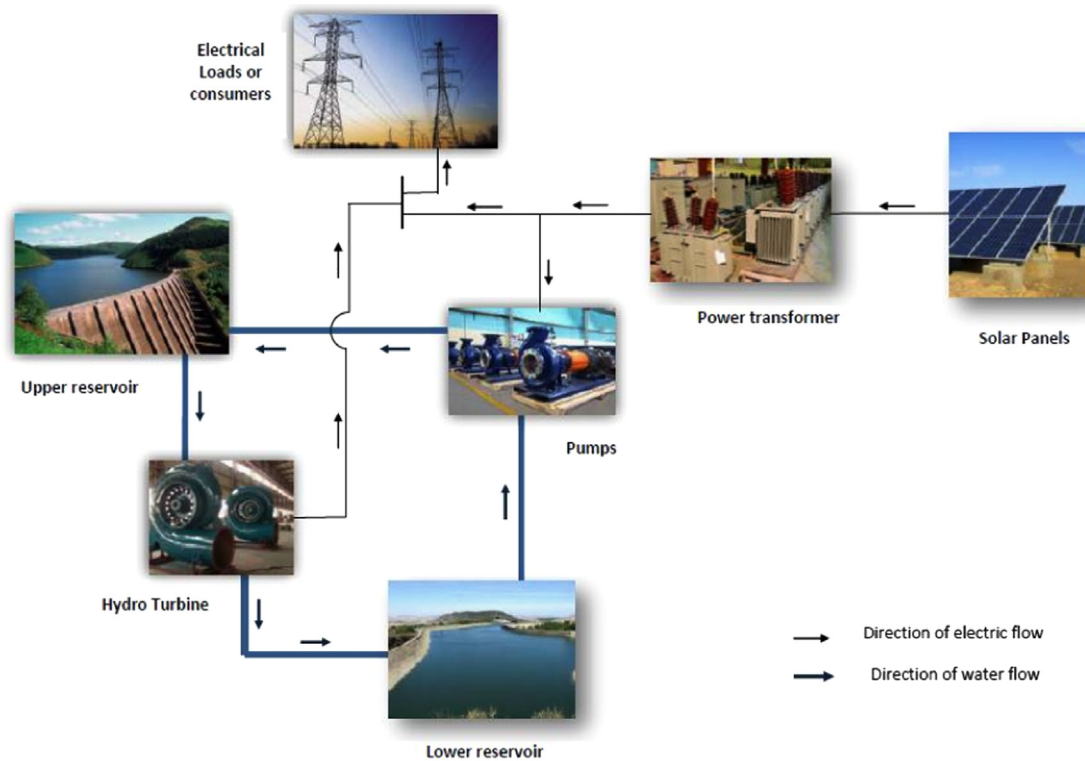 Electrical
Loads or
consumers
Power transformer
Solar Panels
Upper reservoir
Pumps
Hydro Turbine
Direction of electric flow
Direction of water flow
Lower reservoir